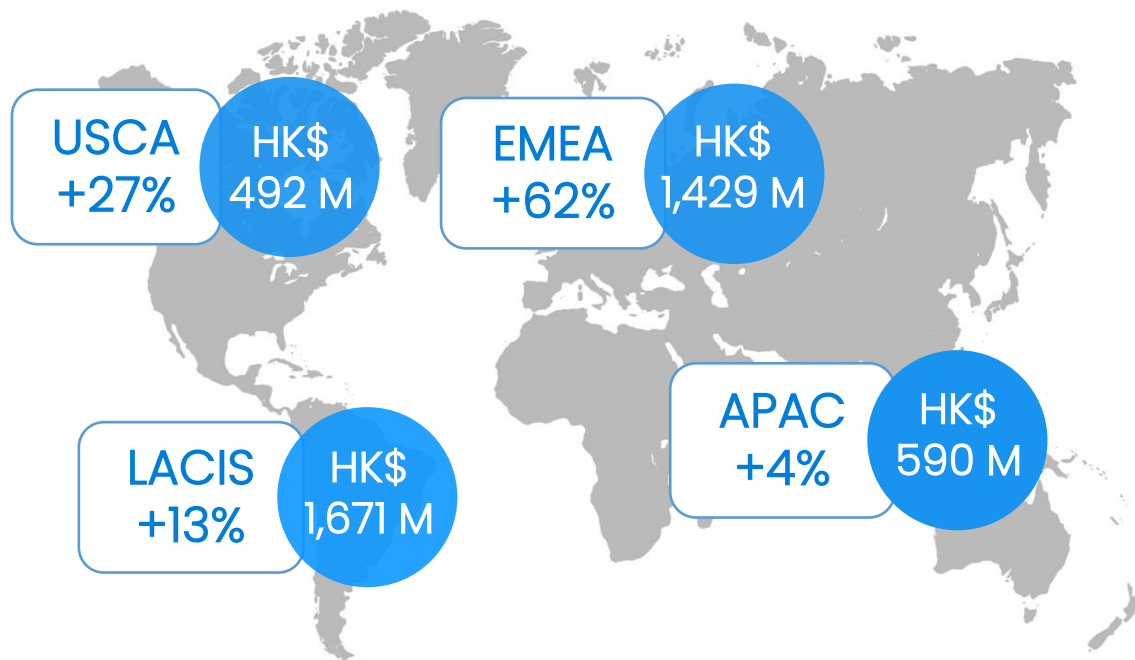 USCA
+27%
HK$
492 M
EMEA
+62%
HK$
1,429 M
LACIS
+13%
HK$
1,671 M
APAC
+4%
HK$
590 M